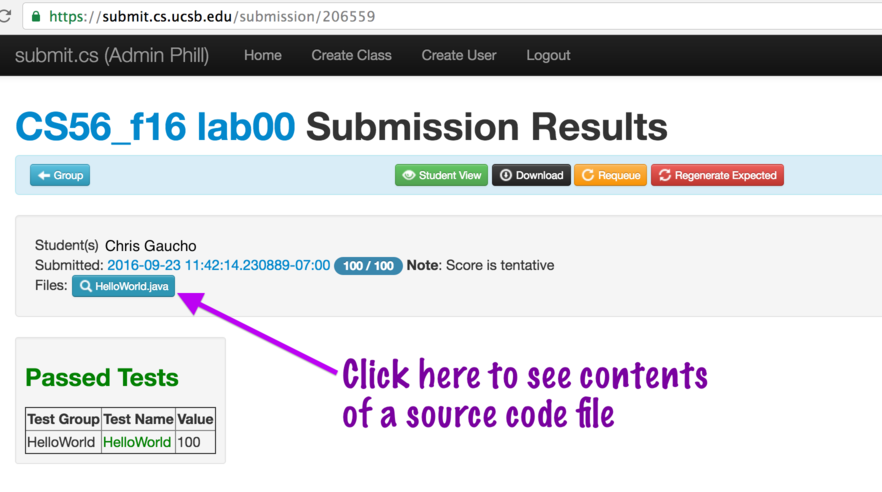 https://submit.cs.ucsb.edu/submission/206559
submit.cs (Admin Phill) Home Create Class Create User Logout
CS56_f16 lab00 Submission Results
Group Student View Download Requeue Regenerate Expected
Student(s) Chris Gaucho
Submitted: 2016-09-23 11:42:14.230889-07:00 100 / 100 Note: Score is tentative
Files: HelloWorld.java
Click here to see contents
of a source code file
Passed Tests
Test Group Test Name Value
HelloWorld HelloWorld 100